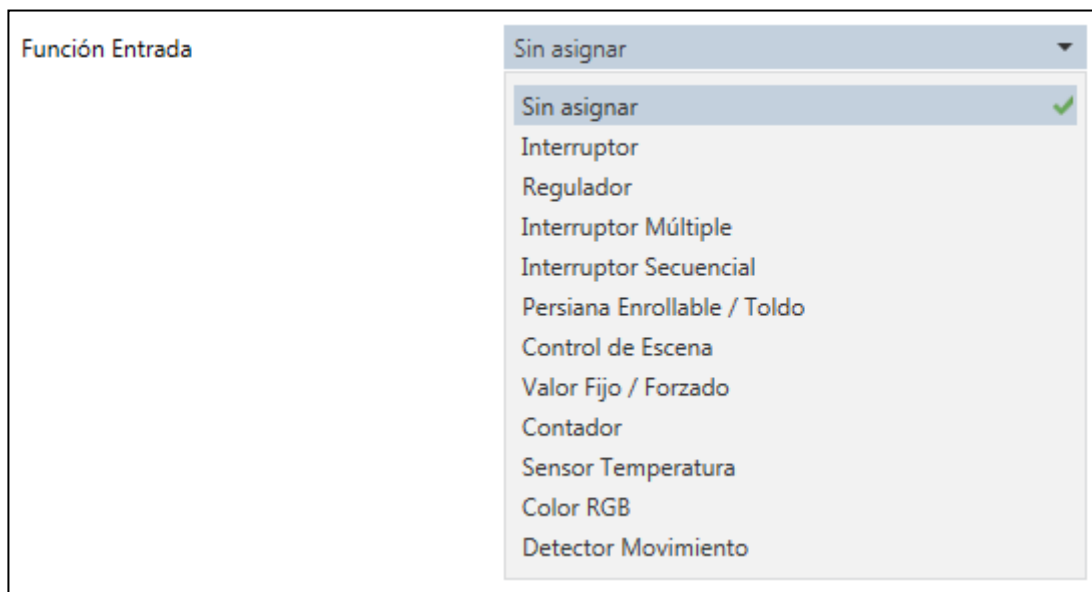 Función Entrada Sin asignar
Sin asignar
Interruptor
Regulador
Interruptor Múltiple
Interruptor Secuencial
Persiana Enrollable / Toldo
Control de Escena
Valor Fijo / Forzado
Contador
Sensor Temperatura
Color RGB
Detector Movimiento